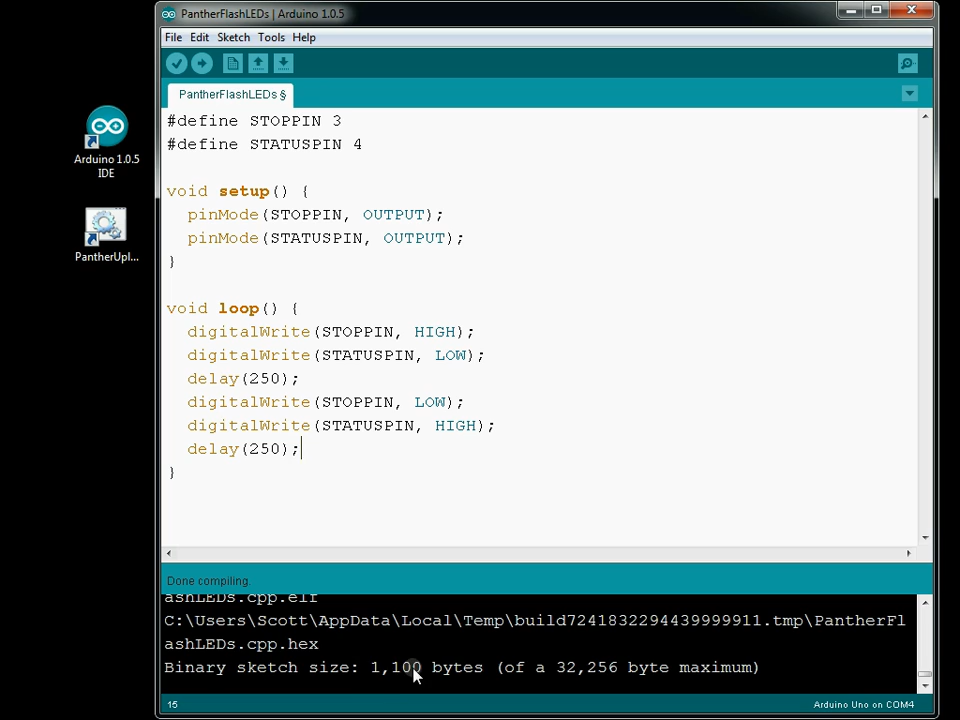 PantherFlashLEDs | Arduino 1.0.5
File Edit Sketch Tools Help
PantherFlashLEDs §
#define STOPPIN 3
#define STATUSPIN 4
void setup() {
pinMode(STOPPIN, OUTPUT);
pinMode(STATUSPIN, OUTPUT);
}
void loop() {
digitalWrite(STOPPIN, HIGH);
digitalWrite(STATUSPIN, LOW);
delay(250);
digitalWrite(STOPPIN, LOW);
digitalWrite(STATUSPIN, HIGH);
delay(250);
}
Arduino 1.0.5
IDE
PantherUpl...
Done compiling.
ashLEDs.cpp.elf
C:\Users\Scott\AppData\Local\Temp\build7241832294439999911.tmp\PantherFl
ashLEDs.cpp.hex
Binary sketch size: 1,100 bytes (of a 32,256 byte maximum)
15
Arduino Uno on COM4